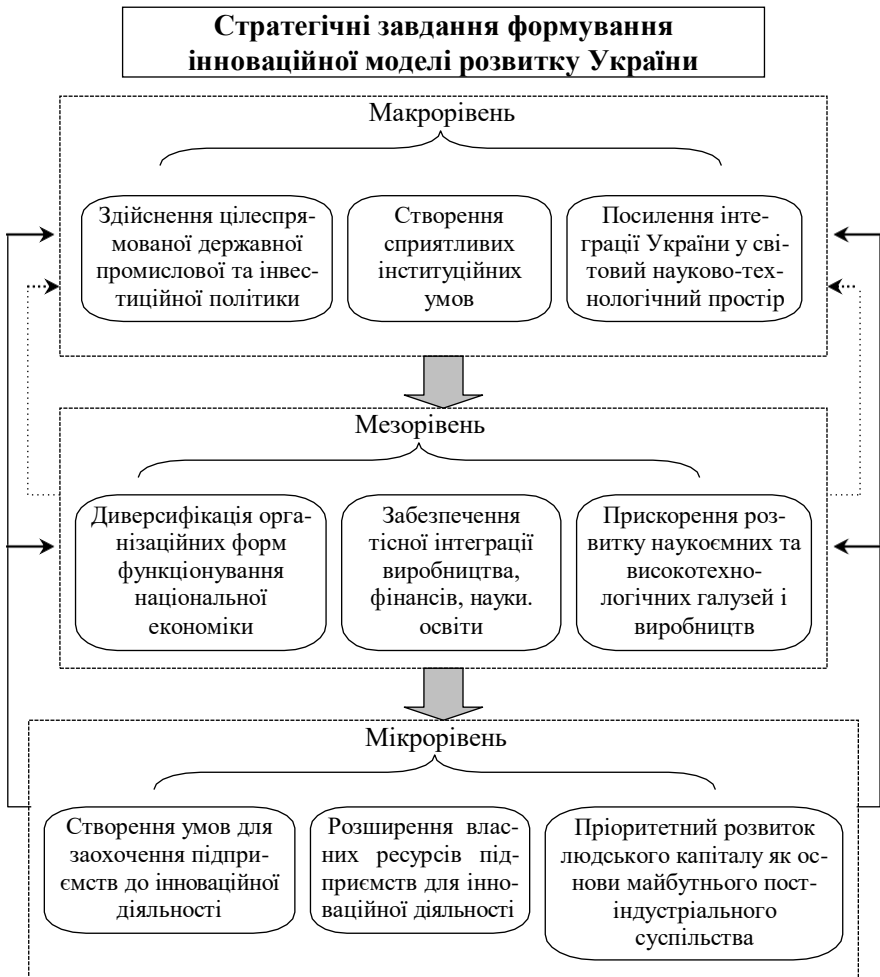 Стратегічні завдання формування
інноваційної моделі розвитку України
Макрорівень
Здійснення цілеспря-
мованої державної
промислової та інвес-
тиційної політики
Створення
сприятливих
інституційних
умов
Посилення інте-
грації України у сві-
товий науково-тех-
нологічний простір
Мезорівень
Диверсифікація орга-
нізаційних форм
функціонування
національної
економіки
Забезпечення
тісної інтеграції
виробництва,
фінансів, науки.
освіти
Прискорення роз-
витку наукоємних та
високотехно-
логічних галузей і
виробництв
Мікрорівень
Створення умов для
заохочення підпри-
ємств до інноваційної
діяльності
Розширення влас-
них ресурсів під-
приємств для інно-
ваційної діяльності
Пріоритетний розвиток
людського капіталу як ос-
нови майбутнього пост-
індустріального
суспільства